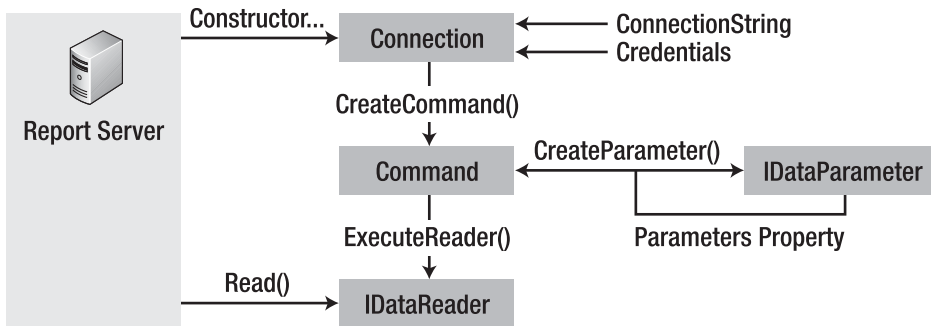 Constructor...
Connection
ConnectionString
Credentials
Report Server
CreateCommand()
Command
CreateParameter()
IDataParameter
ExecuteReader()
Parameters Property
Read()
IDataReader